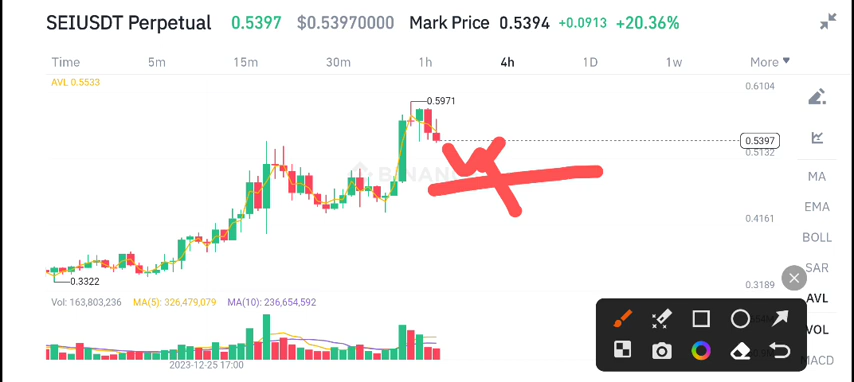 SEIUSDT Perpetual 0.5397 $0.53970000 Mark Price 0.5394 +0.0913 +20.36%
Time 5m 15m 30m 1h 4h 1D 1w More
AVL 0.5533
0.6104
0.5971
0.5397
0.5132
MA
EMA
0.4161
BOLL
SAR
0.3322
0.3189
AVL
Vol: 163,803,236 MA(5): 326,479,079 MA(10): 236,654,592
VOL
MACD
2023-12-25 17:00